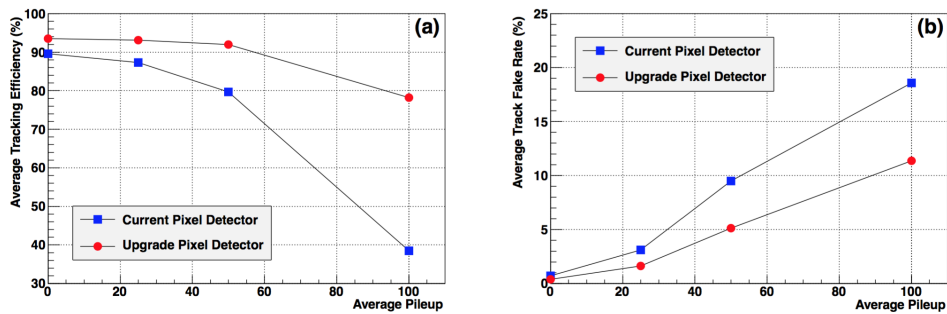 (a)
Average Tracking Efficiency (%)
100
90
80
70
60
50
40
30
Current Pixel Detector
Upgrade Pixel Detector
0 20 40 60 80 100
Average Pileup
(b)
Average Track Fake Rate (%)
25
20
15
10
5
0
Current Pixel Detector
Upgrade Pixel Detector
0 20 40 60 80 100
Average Pileup